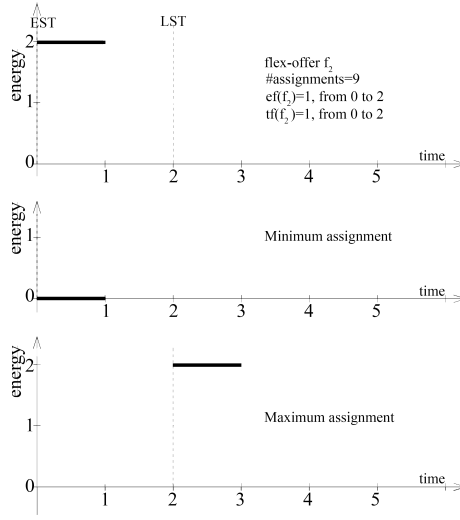 EST
LST
energy
2
1
0
flex-offer f2
#assignments=9
ef(f2)=1, from 0 to 2
tf(f2)=1, from 0 to 2
time
1 2 3 4 5
energy
1
0
Minimum assignment
time
1 2 3 4 5
energy
2
1
0
Maximum assignment
time
1 2 3 4 5